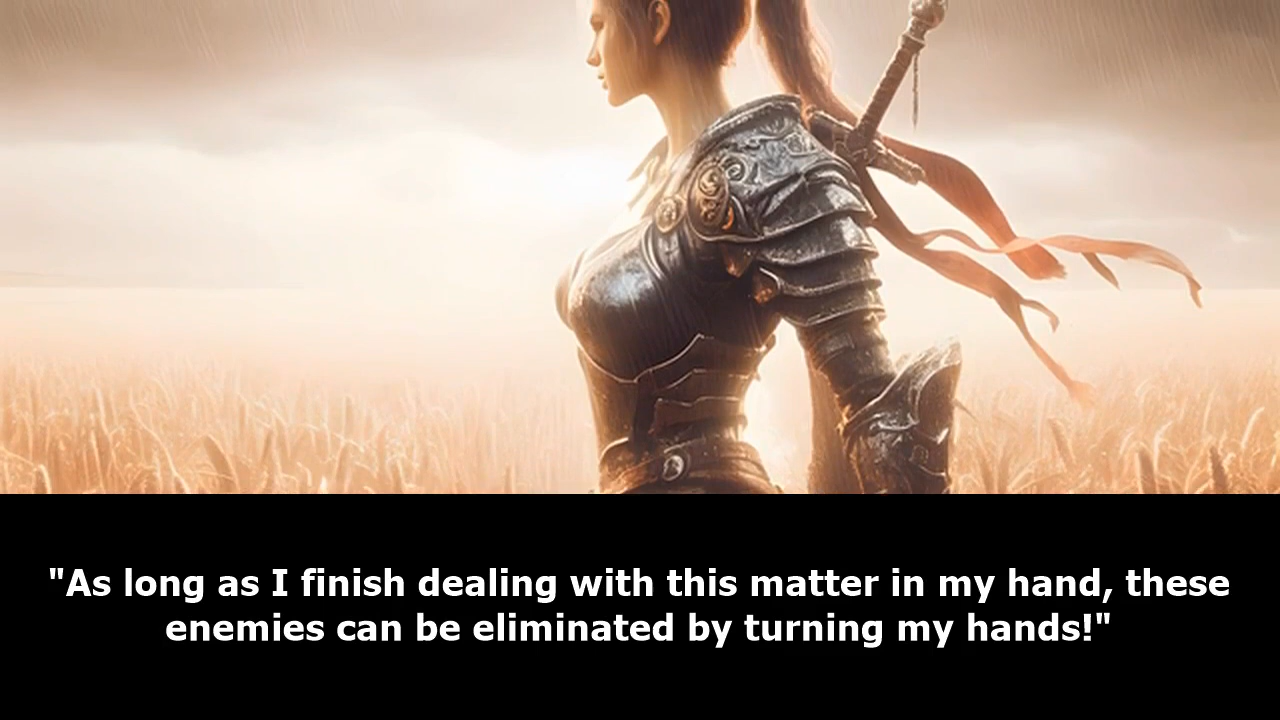 "As long as I finish dealing with this matter in my hand, these
enemies can be eliminated by turning my hands!"